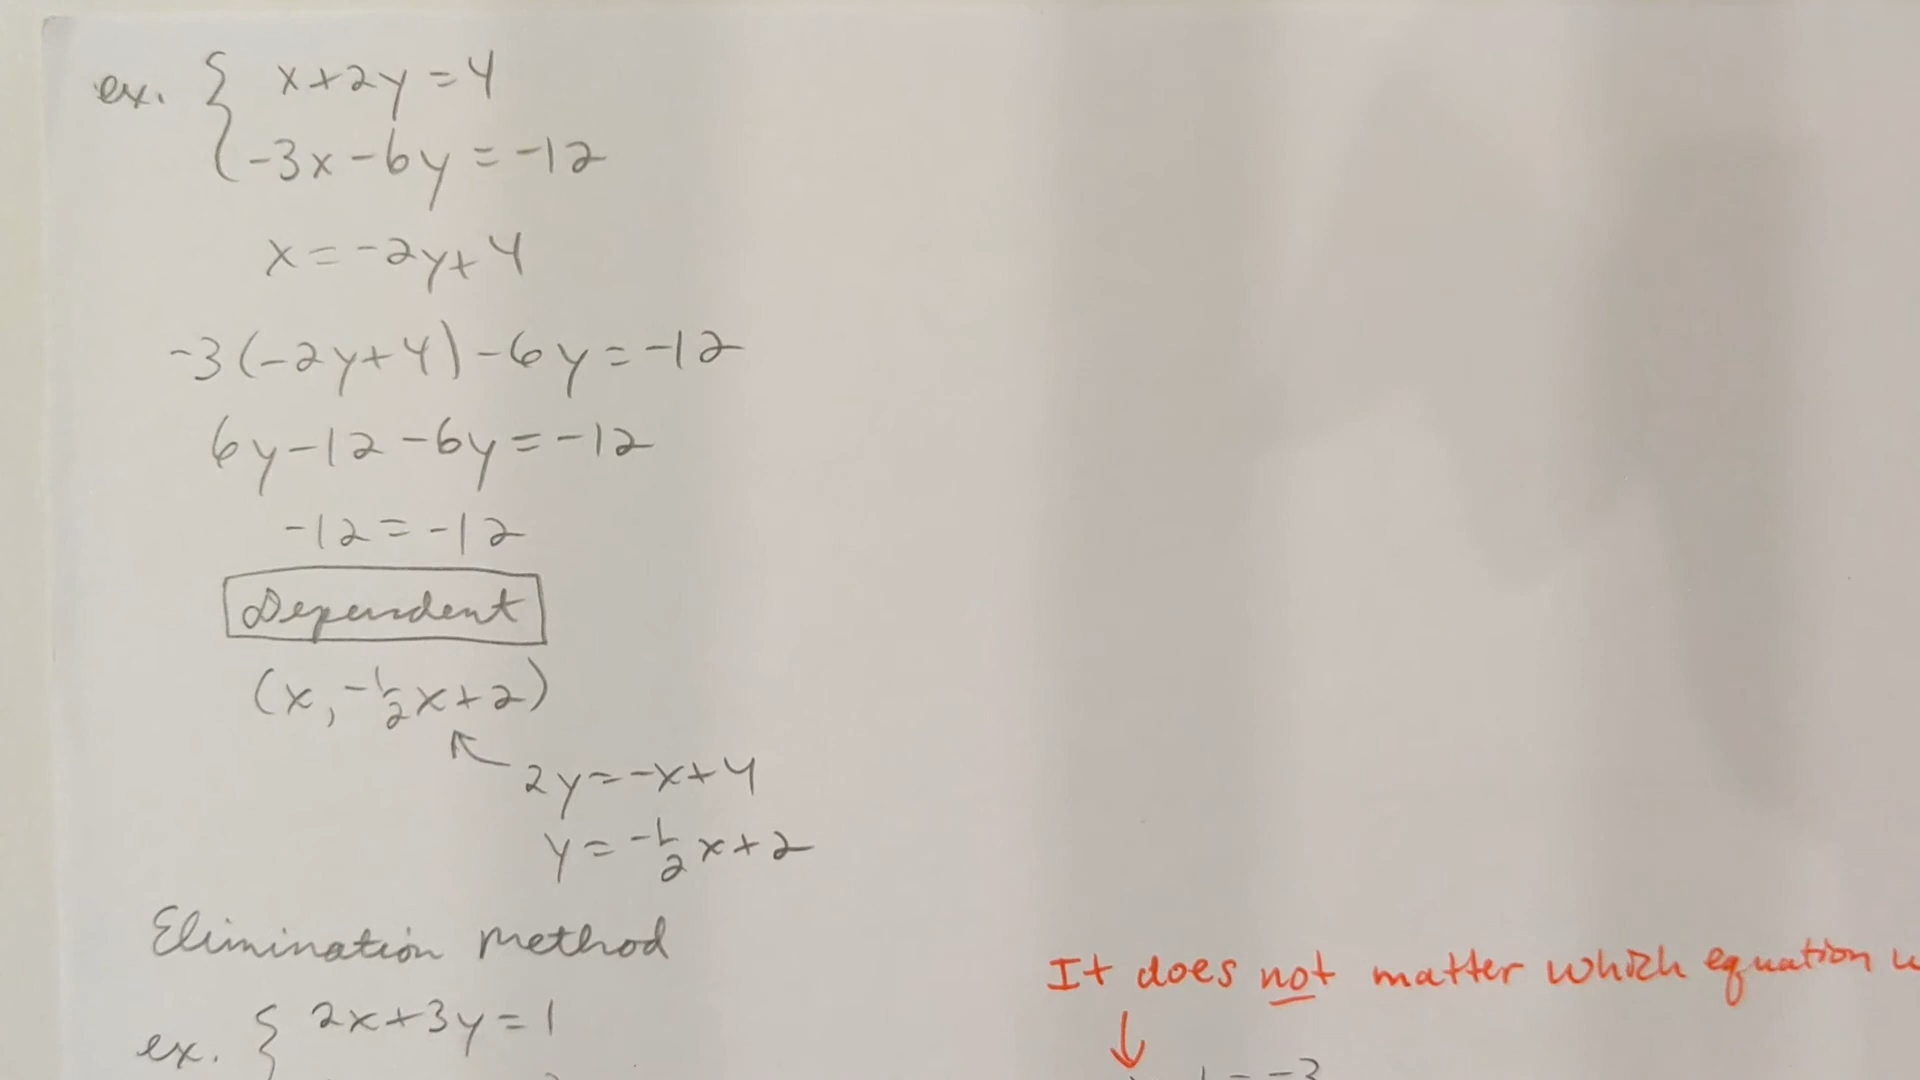 ex. { x+2y=4
-3x-6y=-12
x=-2y+4
-3(-2y+4)-6y=-12
6y-12-6y=-12
-12=-12
Dependent
(x, -1/2x+2)
2y=-x+4
y=-1/2x+2
Elimination Method
It does not matter which equation
ex. { 2x+3y=1